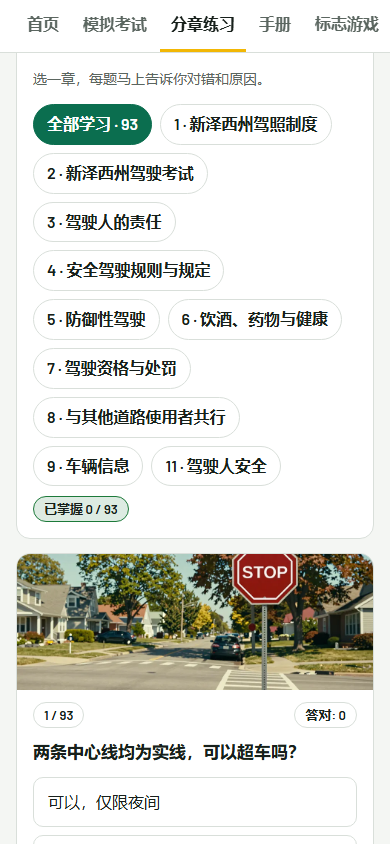 首页 模拟考试 分章练习 手册 标志游戏
选一章，每题马上告诉你对错和原因。
全部学习 · 93 1 · 新泽西州驾照制度
2 · 新泽西州驾驶考试
3 · 驾驶人的责任
4 · 安全驾驶规则与规定
5 · 防御性驾驶 6 · 饮酒、药物与健康
7 · 驾驶资格与处罚
8 · 与其他道路使用者共行
9 · 车辆信息 11 · 驾驶人安全
已掌握 0 / 93
STOP
1 / 93 答对: 0
两条中心线均为实线，可以超车吗？
可以，仅限夜间